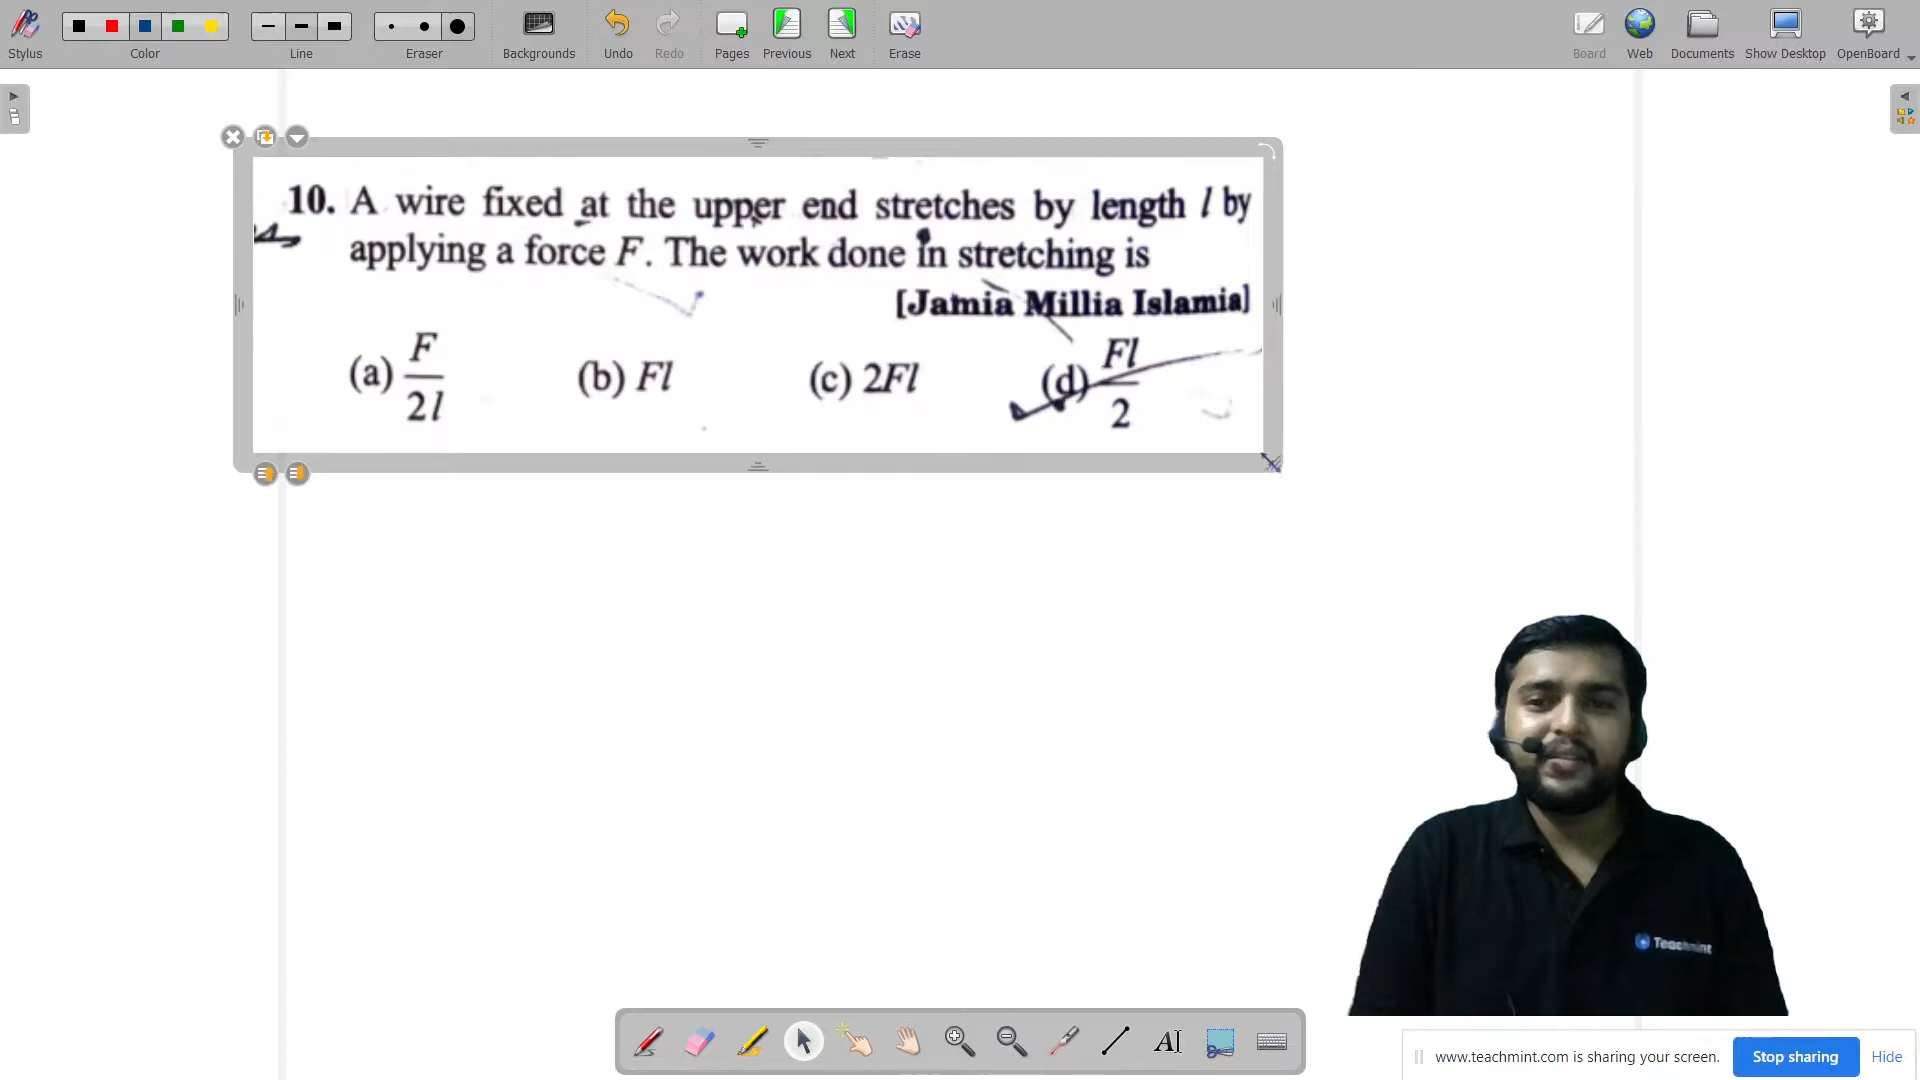 Stylus
Color
Line
Eraser
Backgrounds
Undo
Redo
Pages
Previous
Next
Erase
Board
Web
Documents
Show Desktop
OpenBoard
10. A wire fixed at the upper end stretches by length l by
applying a force F. The work done in stretching is
[Jamia Millia Islamia]
(a) F/2l (b) Fl (c) 2Fl (d) Fl/2
Teachmint
www.teachmint.com is sharing your screen.
Stop sharing
Hide